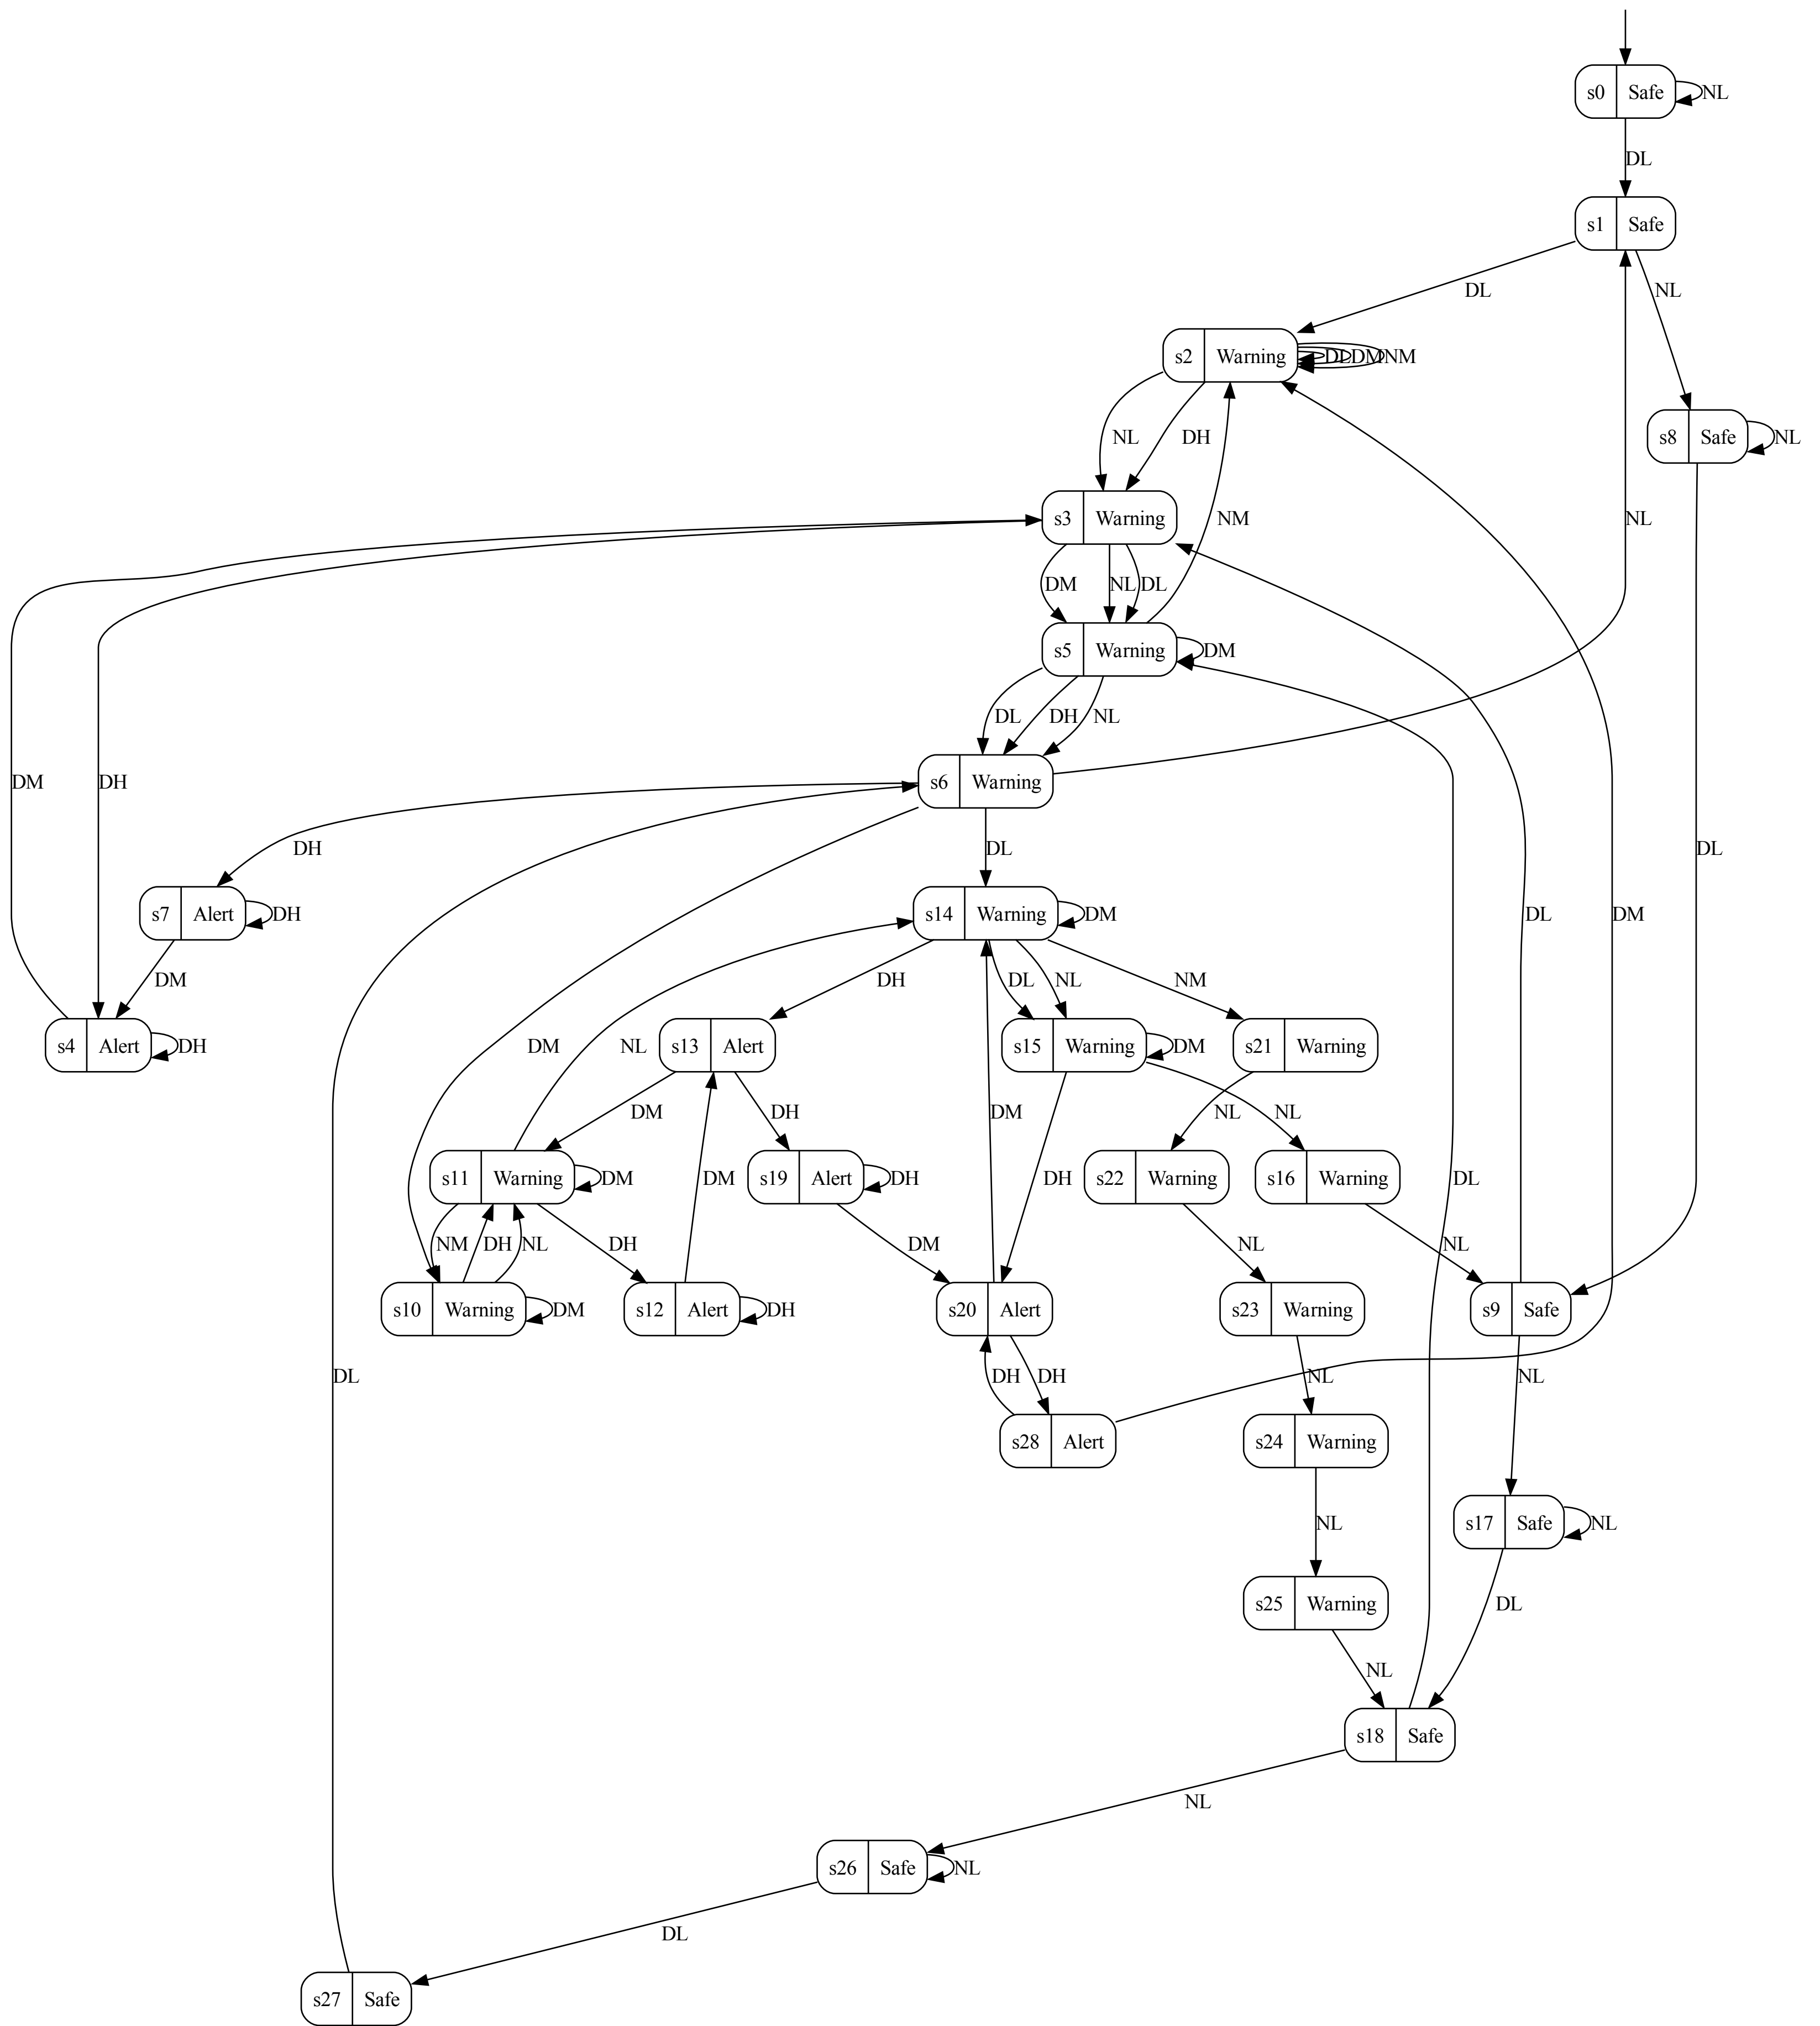 s0 Safe NL
DL
s1 Safe
DL NL
s2 Warning DL DM NM
s8 Safe NL
NL DH
s3 Warning NM NL
DM NL DL
s5 Warning DM
DL DH NL
s6 Warning
DM DH
DH DL DL
s7 Alert DH
s14 Warning DM
DL DM
DM DH DL NL NM
s4 Alert DH
DM NL
s13 Alert
s15 Warning DM
s21 Warning
DM DH DM NL NL
s11 Warning DM
DM
s19 Alert DH
DH
s22 Warning
s16 Warning
DL
NM DH NL DH DM NL NL
s10 Warning DM
s12 Alert DH
s20 Alert
s23 Warning
s9 Safe
DL DH DH NL NL
s28 Alert
s24 Warning
s17 Safe NL
NL
s25 Warning
DL
NL
s18 Safe
NL
s26 Safe NL
DL
s27 Safe